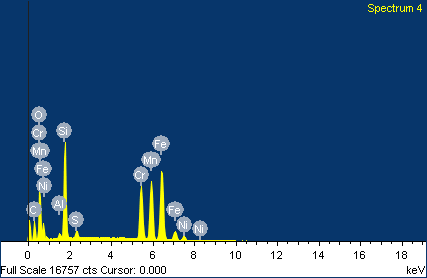 Spectrum 4
O
Cr
Si
Mn
Fe
Fe
Mn
Ni
Cr
Al
C
Fe
S
Ni
Ni
0 2 4 6 8 10 12 14 16 18
Full Scale 16757 cts Cursor: 0.000 keV